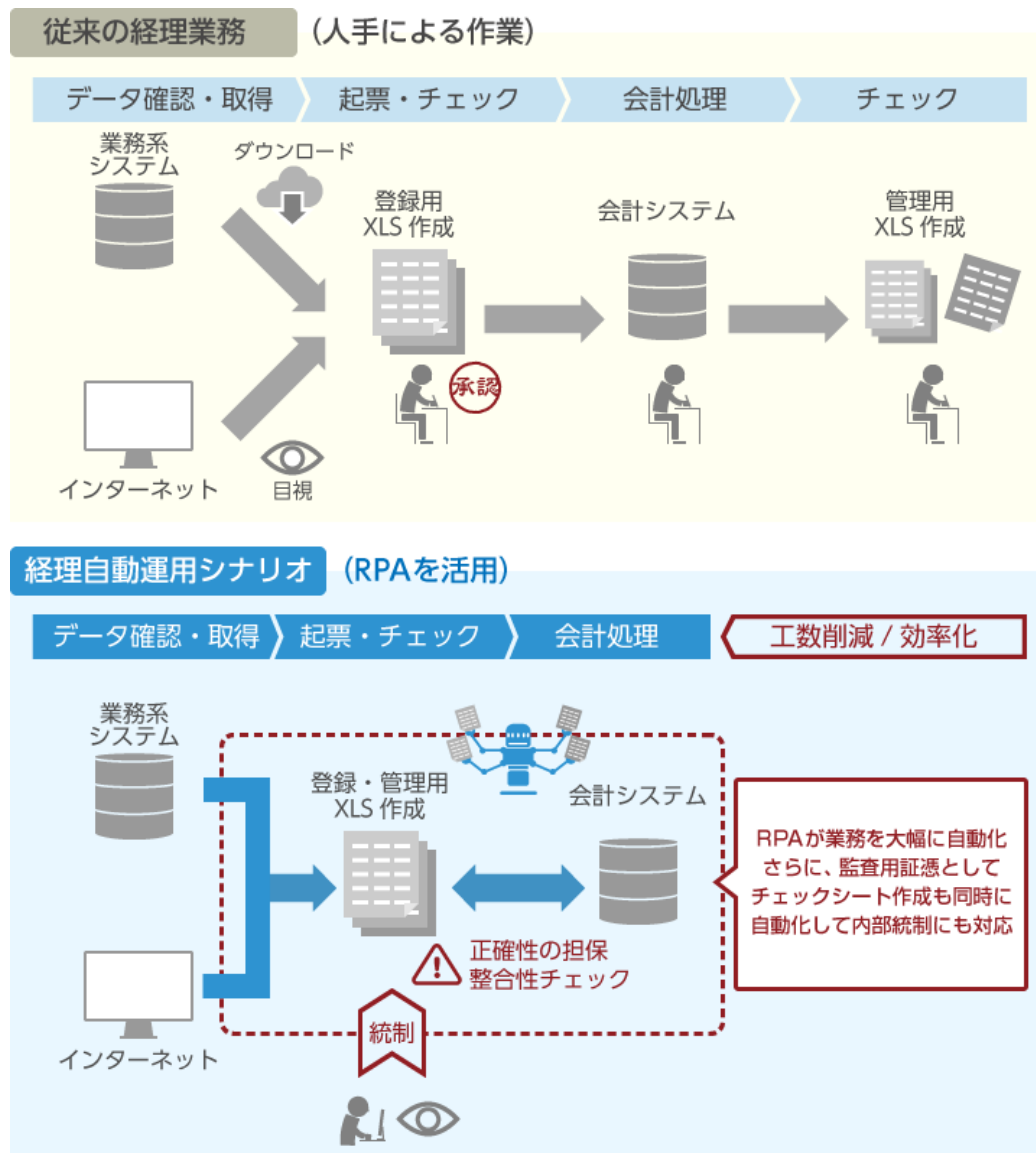 従来の経理業務 (人手による作業)
データ確認・取得 起票・チェック 会計処理 チェック
業務系
システム
ダウンロード
登録用
XLS 作成
会計システム
管理用
XLS 作成
承認
インターネット
目視
経理自動運用シナリオ (RPAを活用)
データ確認・取得 起票・チェック 会計処理 工数削減 / 効率化
業務系
システム
登録・管理用
XLS 作成
会計システム
RPAが業務を大幅に自動化
さらに、監査用証憑として
チェックシート作成も同時に
自動化して内部統制にも対応
正確性の担保
整合性チェック
統制
インターネット